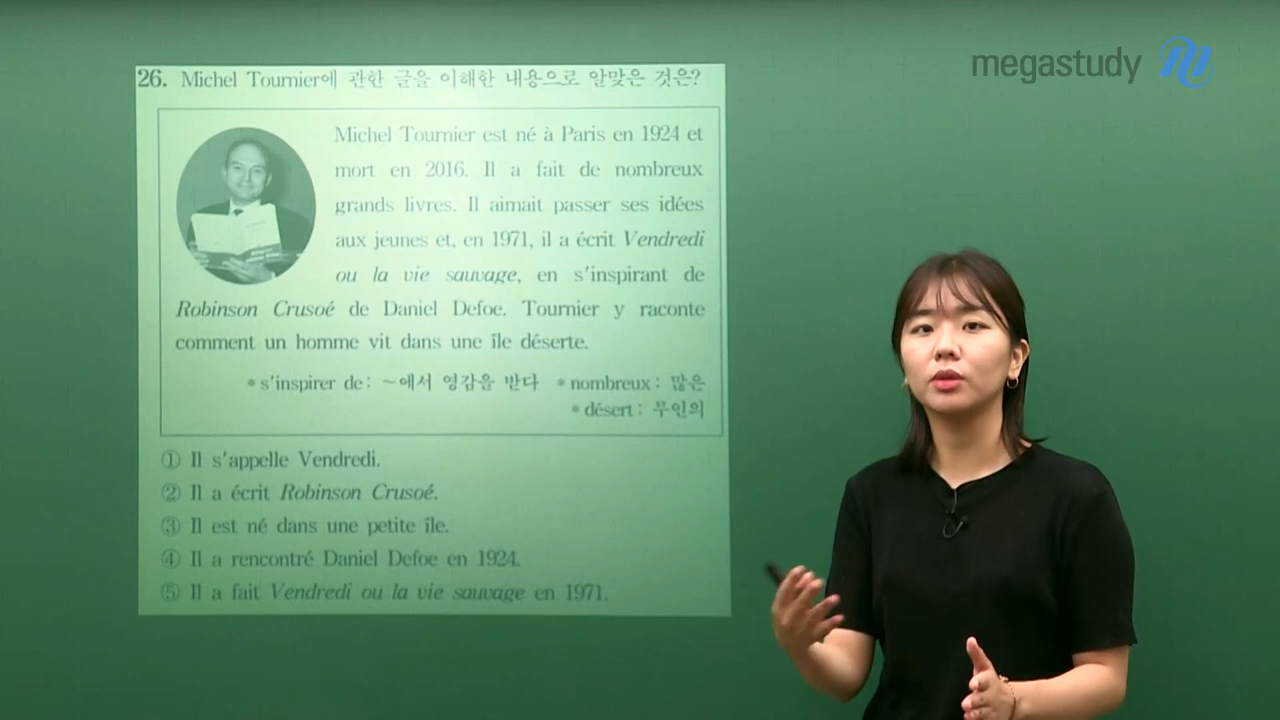 megastudy
26. Michel Tournier에 관한 글을 이해한 내용으로 알맞은 것은?
Michel Tournier est né à Paris en 1924 et
mort en 2016. Il a fait de nombreux
grands livres. Il aimait passer ses idées
aux jeunes et, en 1971, il a écrit Vendredi
ou la vie sauvage, en s'inspirant de
Robinson Crusoé de Daniel Defoe. Tournier y raconte
comment un homme vit dans une île déserte.
* s'inspirer de : ~에서 영감을 받다 * nombreux : 많은
* désert : 무인의
① Il s'appelle Vendredi.
② Il a écrit Robinson Crusoé.
③ Il est né dans une petite île.
④ Il a rencontré Daniel Defoe en 1924.
⑤ Il a fait Vendredi ou la vie sauvage en 1971.